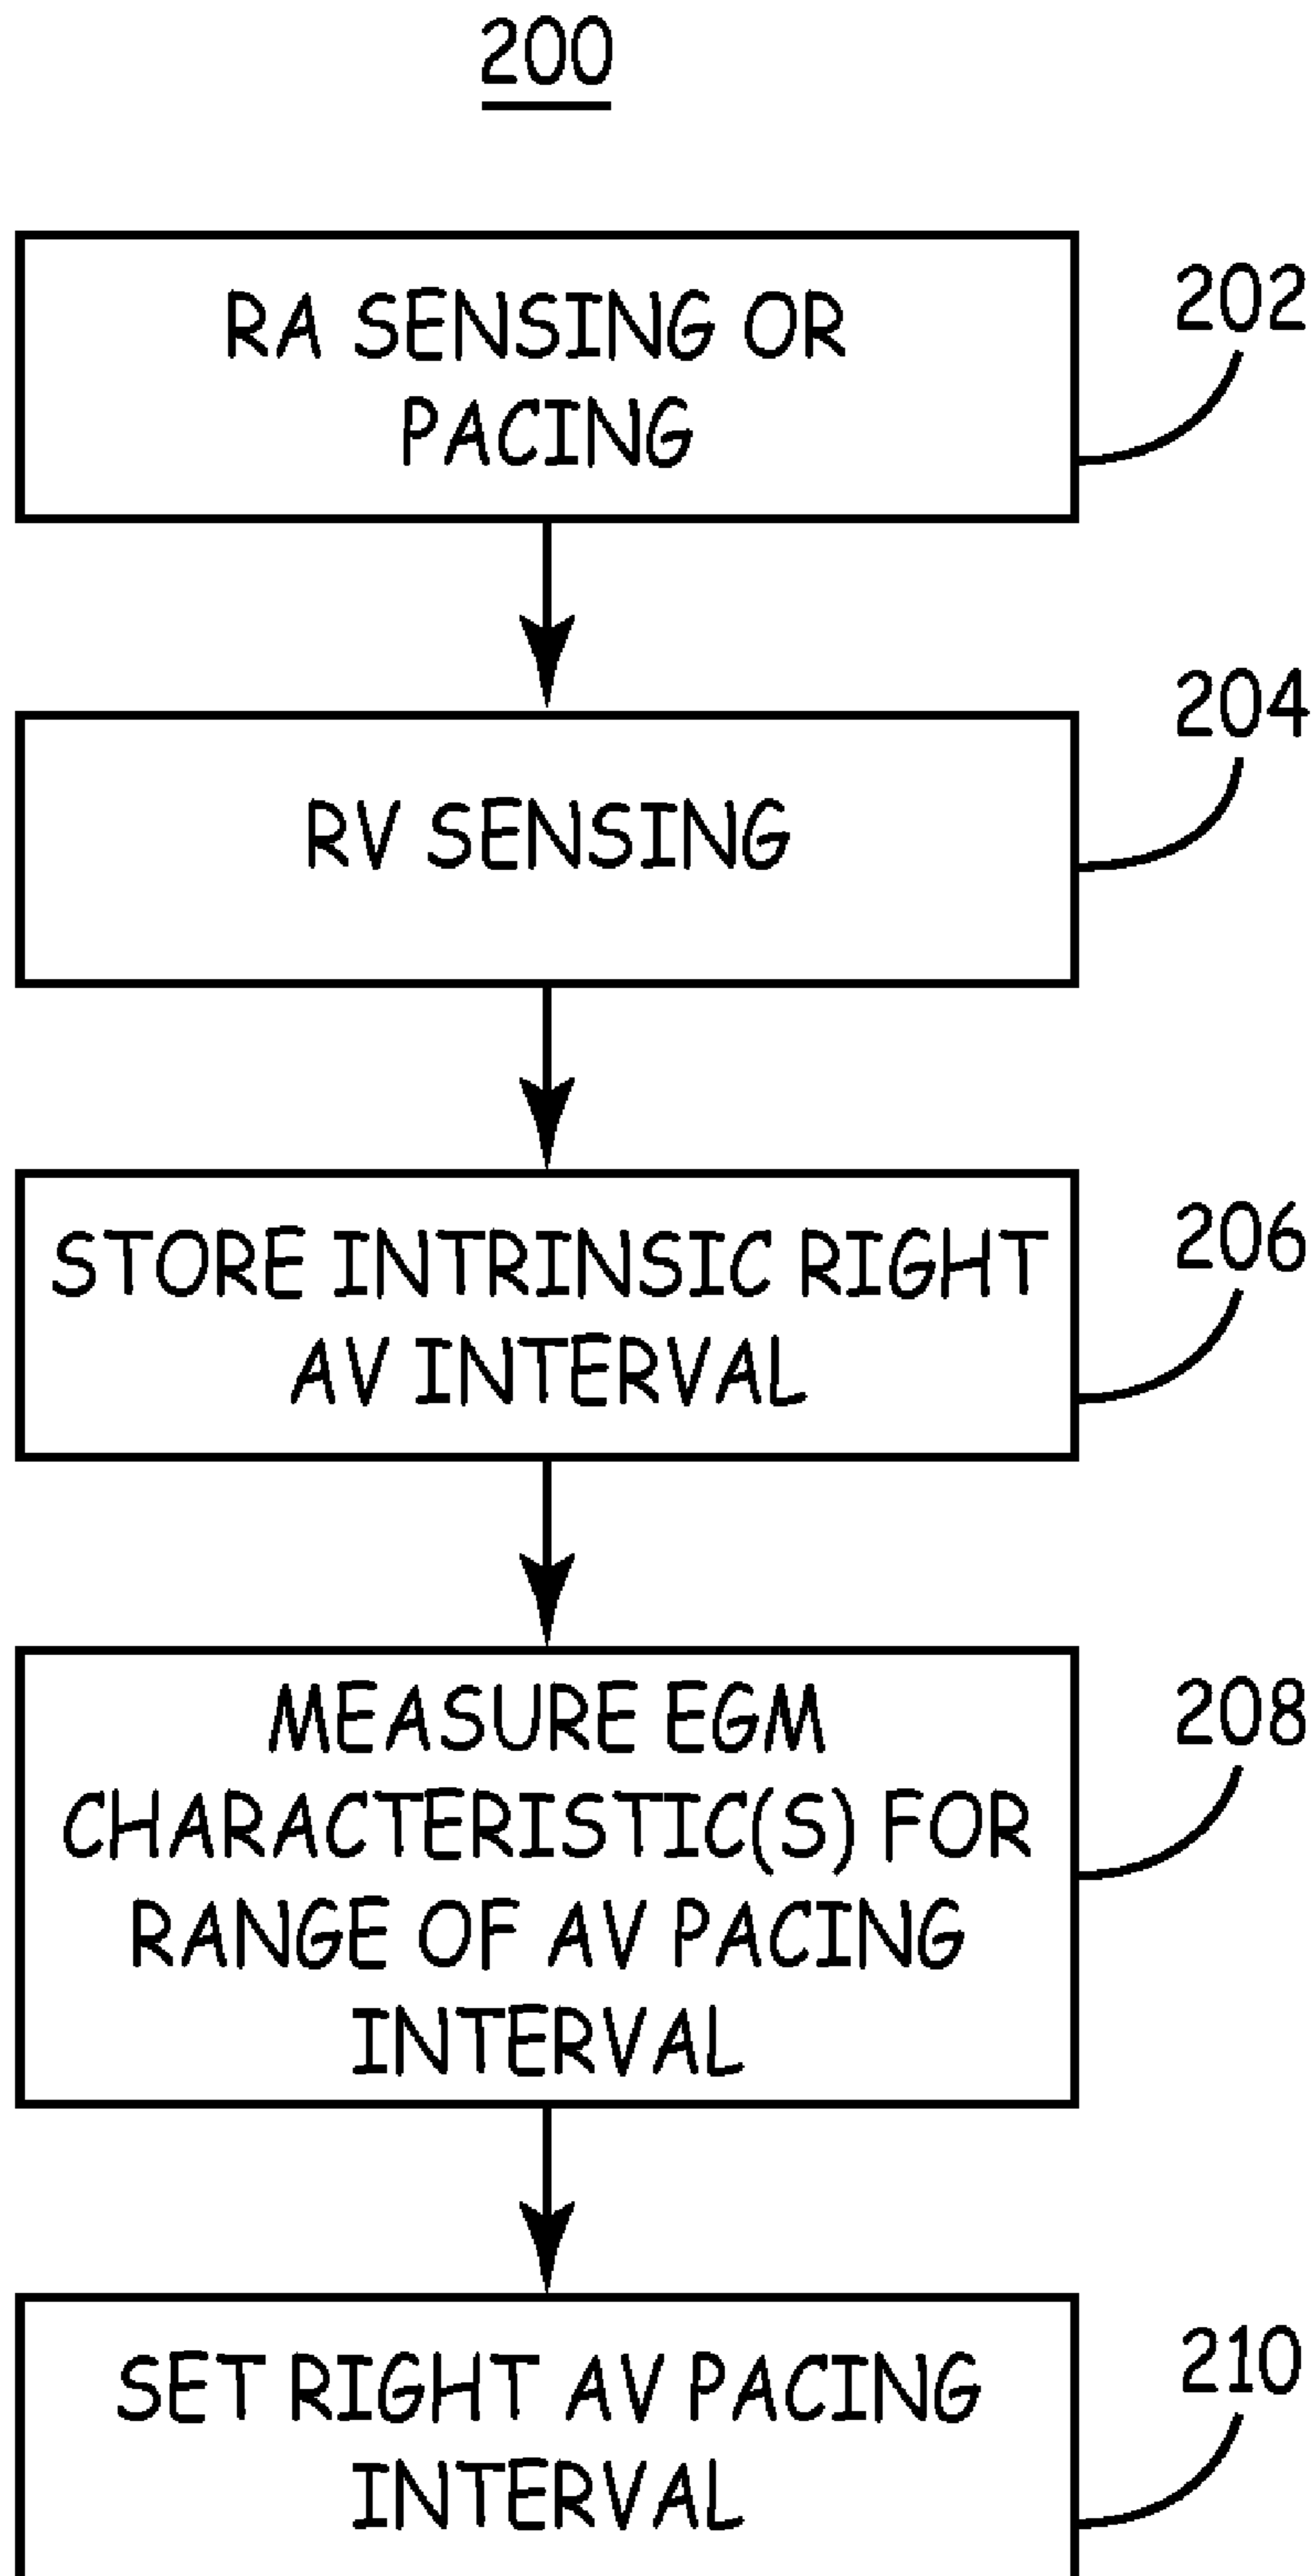 200
RA SENSING OR
PACING
202
RV SENSING
204
STORE INTRINSIC RIGHT
AV INTERVAL
206
MEASURE EGM
CHARACTERISTIC(S) FOR
RANGE OF AV PACING
INTERVAL
208
SET RIGHT AV PACING
INTERVAL
210